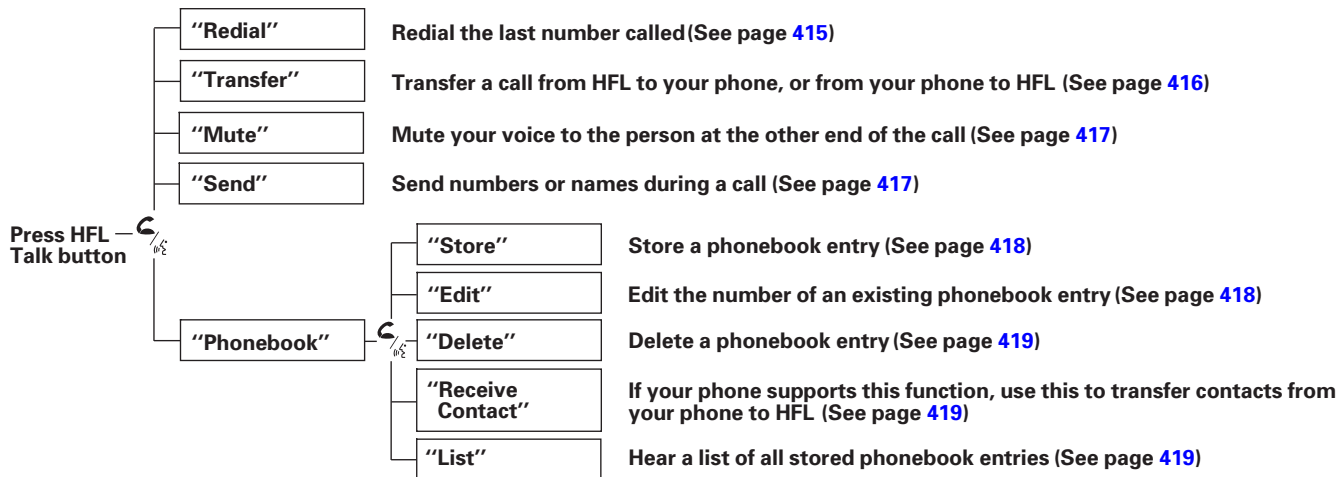 "Redial" Redial the last number called (See page 415)
"Transfer" Transfer a call from HFL to your phone, or from your phone to HFL (See page 416)
"Mute" Mute your voice to the person at the other end of the call (See page 417)
"Send" Send numbers or names during a call (See page 417)
Press HFL
Talk button
"Phonebook"
"Store" Store a phonebook entry (See page 418)
"Edit" Edit the number of an existing phonebook entry (See page 418)
"Delete" Delete a phonebook entry (See page 419)
"Receive
Contact"
If your phone supports this function, use this to transfer contacts from
your phone to HFL (See page 419)
"List" Hear a list of all stored phonebook entries (See page 419)